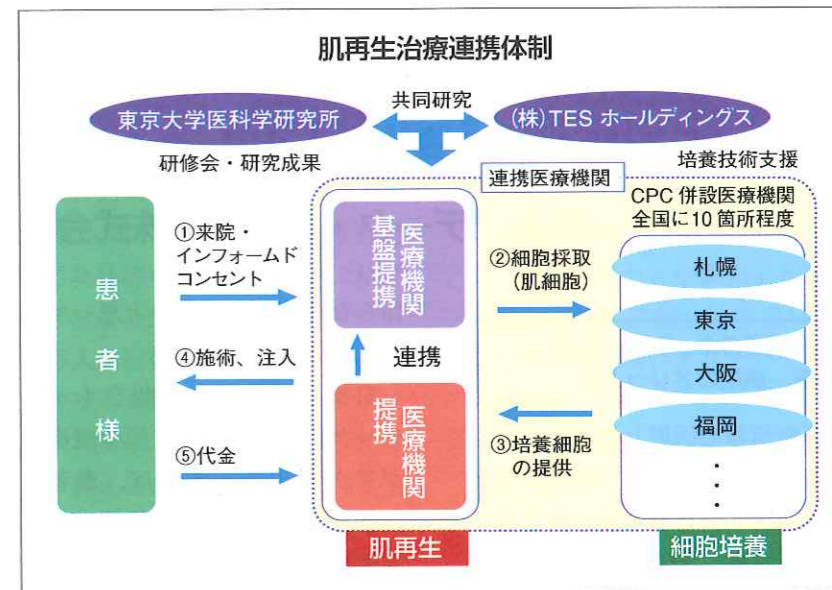 肌再生治療連携体制
共同研究
東京大学医科学研究所
(株)TES ホールディングス
研修会・研究成果
培養技術支援
連携医療機関
CPC 併設医療機関
全国に10 箇所程度
患者様
①来院・
インフォームド
コンセント
基盤提携
医療機関
②細胞採取
(肌細胞)
札幌
東京
④施術、注入
連携
大阪
提携
医療機関
福岡
⑤代金
③培養細胞
の提供
・
・
・
肌再生
細胞培養